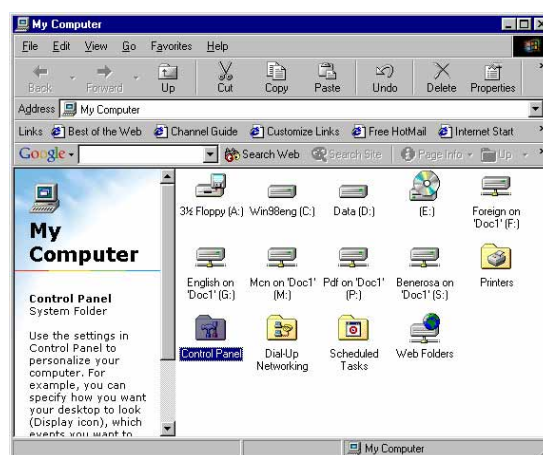 My Computer
File Edit View Go Favorites Help
Back Forward Up Cut Copy Paste Undo Delete Properties
Address My Computer
Links Best of the Web Channel Guide Customize Links Free HotMail Internet Start
Google Search Web Search Site Page Info Up
My
Computer
Control Panel
System Folder
Use the settings in
Control Panel to
personalize your
computer. For
example, you can
specify how you want
your desktop to look
(Display icon), which
events you want to
3½ Floppy (A:) Win98eng (C:) Data (D:) (E:) Foreign on
'Doc1' (F:)
English on
'Doc1' (G:)
Mcn on 'Doc1'
(M:)
Pdf on 'Doc1'
(P:)
Benerosa on
'Doc1' (S:)
Printers
Control Panel
Dial-Up
Networking
Scheduled
Tasks
Web Folders
My Computer